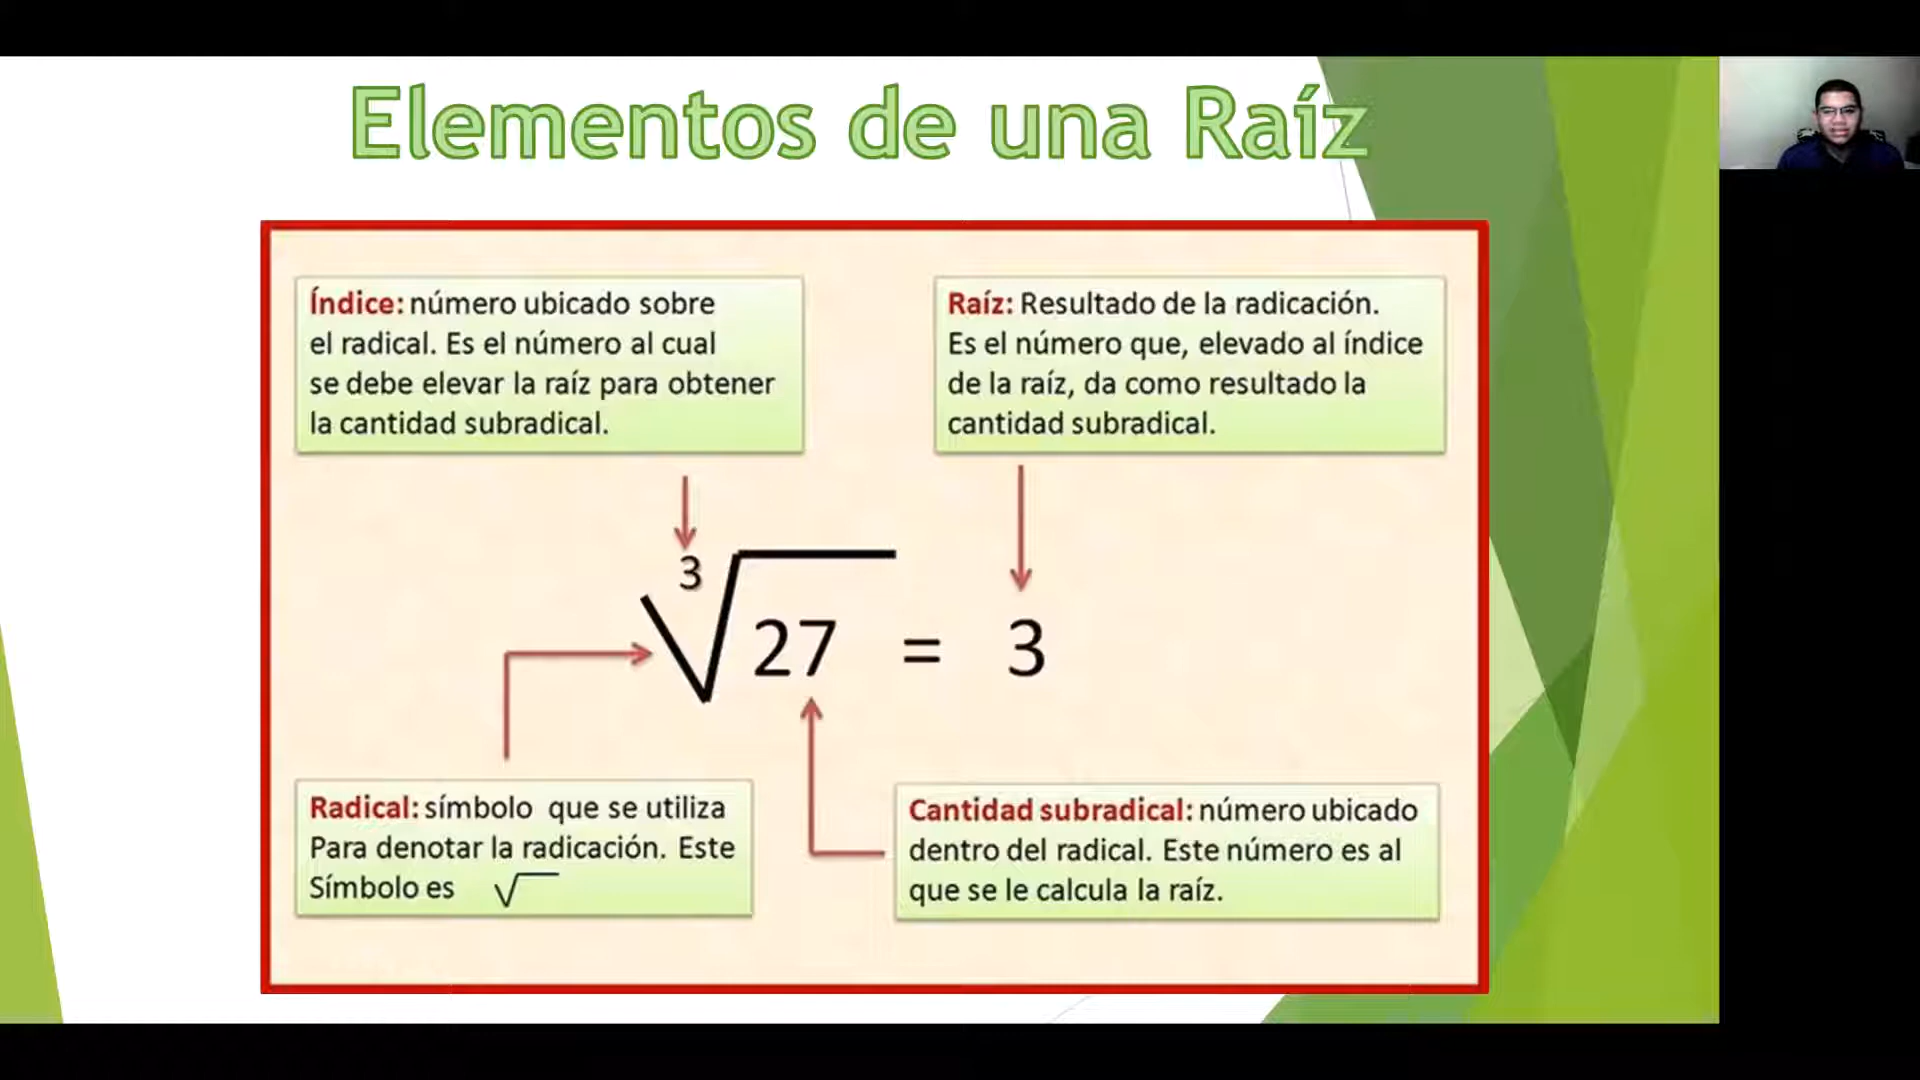 Elementos de una Raíz
Índice: número ubicado sobre
el radical. Es el número al cual
se debe elevar la raíz para obtener
la cantidad subradical.
Raíz: Resultado de la radicación.
Es el número que, elevado al índice
de la raíz, da como resultado la
cantidad subradical.
3
√27 = 3
Radical: símbolo que se utiliza
Para denotar la radicación. Este
Símbolo es √
Cantidad subradical: número ubicado
dentro del radical. Este número es al
que se le calcula la raíz.